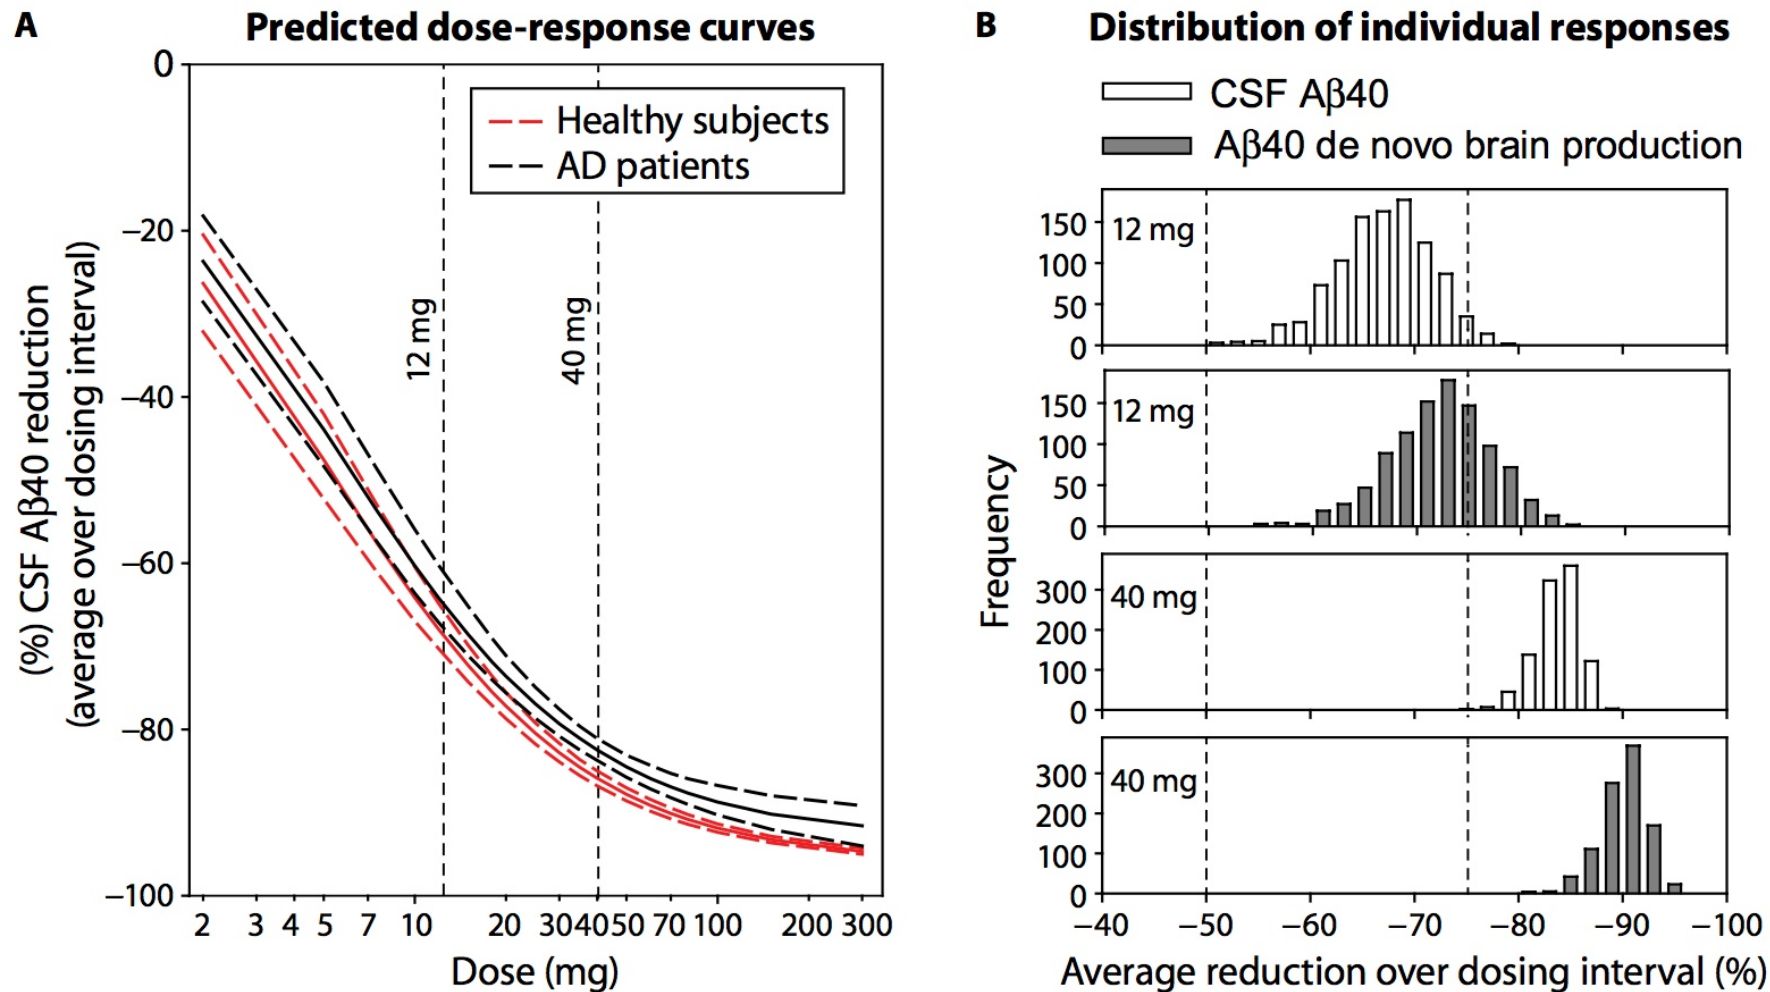 A
Predicted dose-response curves
(%) CSF Aβ40 reduction
(average over dosing interval)
0
−20
−40
−60
−80
−100
Healthy subjects
AD patients
12 mg
40 mg
2 3 4 5 7 10 20 30 40 50 70 100 200 300
Dose (mg)
B
Distribution of individual responses
CSF Aβ40
Aβ40 de novo brain production
Frequency
12 mg
150
100
50
0
12 mg
150
100
50
0
40 mg
300
200
100
0
40 mg
300
200
100
0
−40 −50 −60 −70 −80 −90 −100
Average reduction over dosing interval (%)